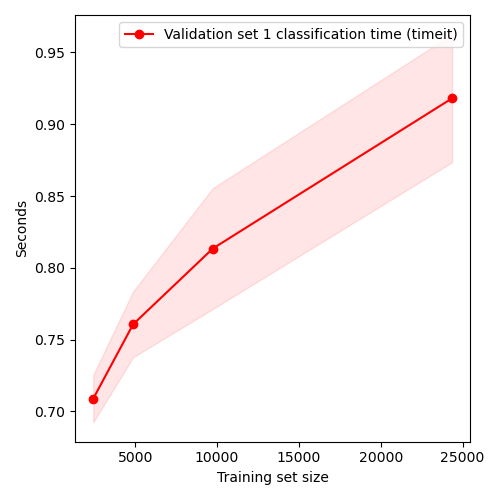 Validation set 1 classification time (timeit)
0.95
0.90
0.85
0.80
0.75
0.70
Seconds
5000 10000 15000 20000 25000
Training set size